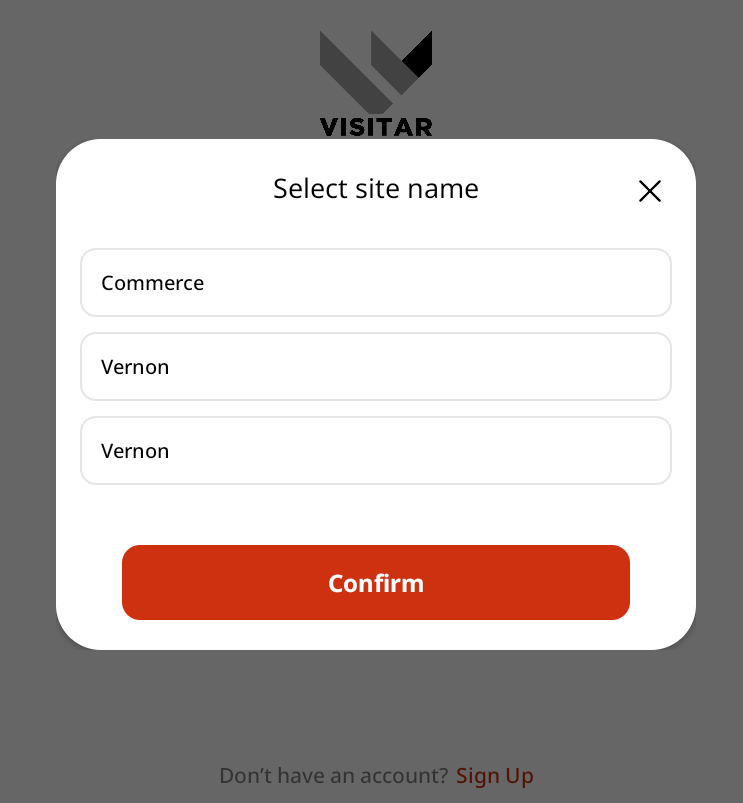 VISITAR
Select site name
Commerce
Vernon
Vernon
Confirm
Don’t have an account? Sign Up